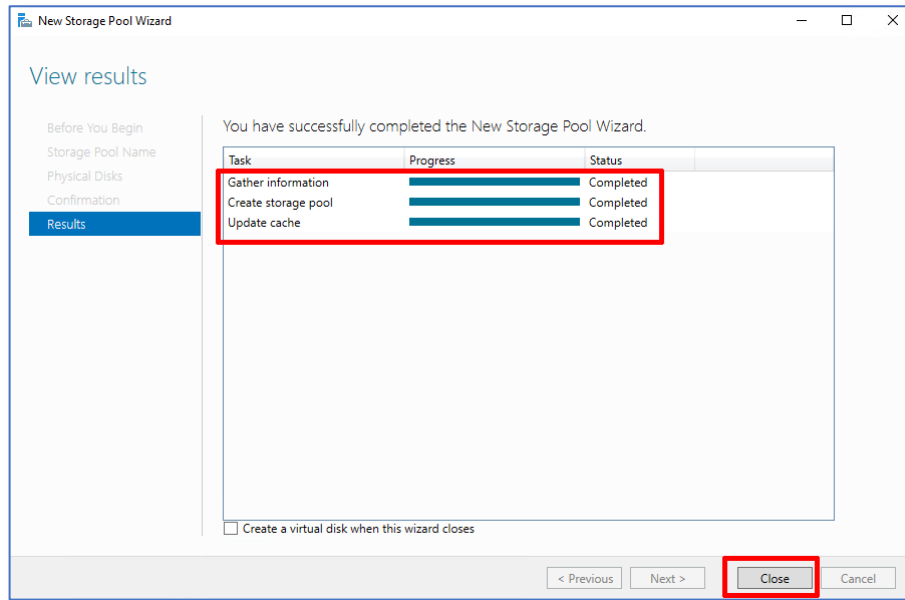 New Storage Pool Wizard
View results
Before You Begin
Storage Pool Name
Physical Disks
Confirmation
Results
You have successfully completed the New Storage Pool Wizard.
Task Progress Status
Gather information Completed
Create storage pool Completed
Update cache Completed
Create a virtual disk when this wizard closes
< Previous Next > Close Cancel